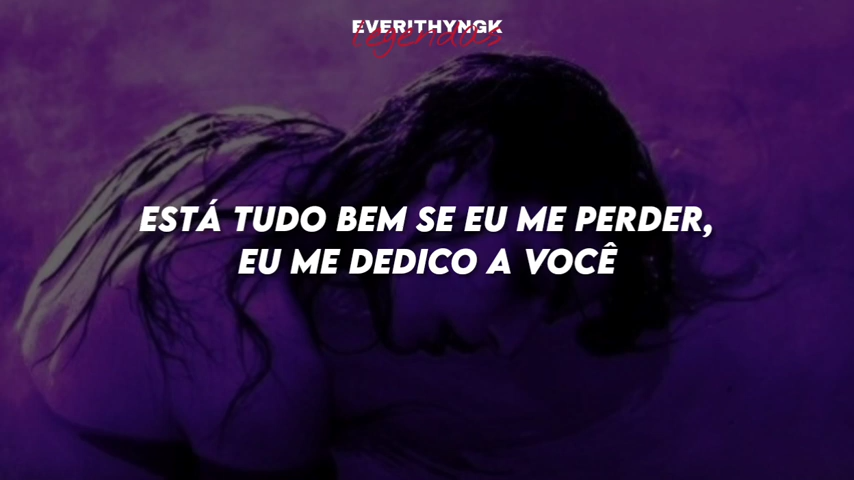 EVERITHYNGK
Legendas
ESTÁ TUDO BEM SE EU ME PERDER,
EU ME DEDICO A VOCÊ